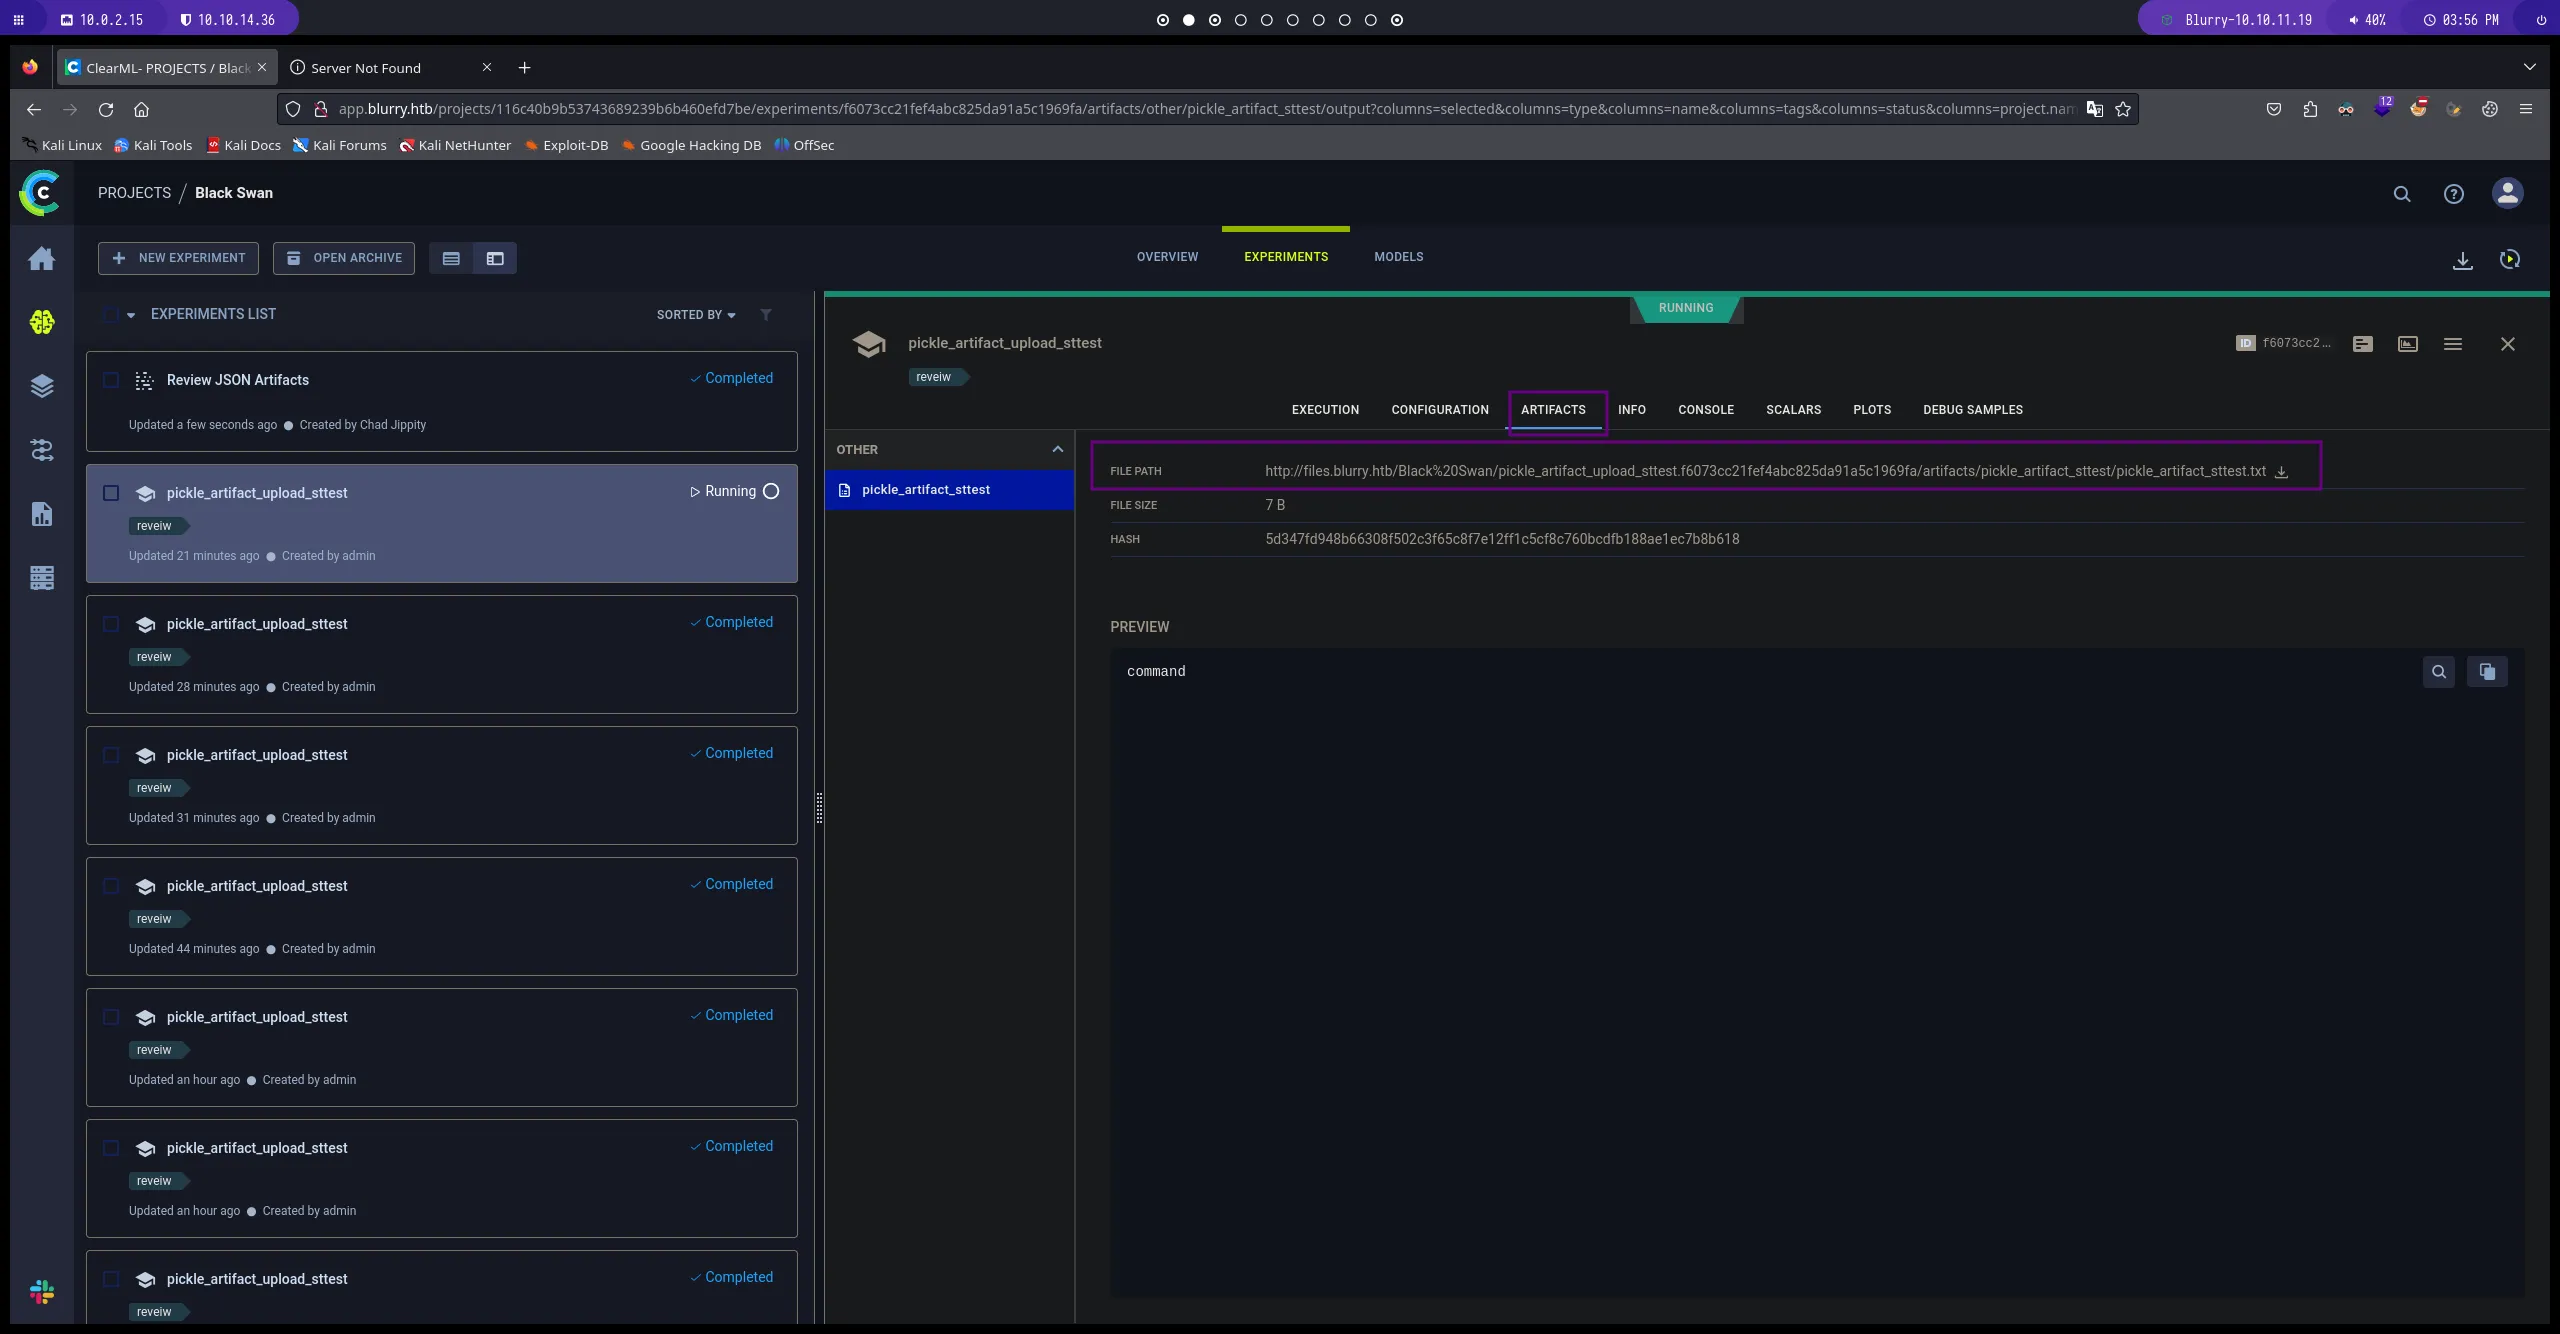 10.0.2.15 10.10.14.36 Blurry-10.10.11.19 40% 03:56 PM
ClearML- PROJECTS / Black Server Not Found
app.blurry.htb/projects/116c40b9b53743689239b6b460efd7be/experiments/f6073cc21fef4abc825da91a5c1969fa/artifacts/other/pickle_artifact_sttest/output?columns=selected&columns=type&columns=name&columns=tags&columns=status&columns=project.nam 12
Kali Linux Kali Tools Kali Docs Kali Forums Kali NetHunter Exploit-DB Google Hacking DB OffSec
PROJECTS / Black Swan
NEW EXPERIMENT OPEN ARCHIVE OVERVIEW EXPERIMENTS MODELS
EXPERIMENTS LIST SORTED BY
Review JSON Artifacts Completed
Updated a few seconds ago Created by Chad Jippity
pickle_artifact_upload_sttest Running
reveiw
Updated 21 minutes ago Created by admin
pickle_artifact_upload_sttest Completed
reveiw
Updated 28 minutes ago Created by admin
pickle_artifact_upload_sttest Completed
reveiw
Updated 31 minutes ago Created by admin
pickle_artifact_upload_sttest Completed
reveiw
Updated 44 minutes ago Created by admin
pickle_artifact_upload_sttest Completed
reveiw
Updated an hour ago Created by admin
pickle_artifact_upload_sttest Completed
reveiw
Updated an hour ago Created by admin
pickle_artifact_upload_sttest Completed
reveiw
RUNNING
pickle_artifact_upload_sttest ID f6073cc2...
reveiw
EXECUTION CONFIGURATION ARTIFACTS INFO CONSOLE SCALARS PLOTS DEBUG SAMPLES
OTHER
pickle_artifact_sttest
FILE PATH http://files.blurry.htb/Black%20Swan/pickle_artifact_upload_sttest.f6073cc21fef4abc825da91a5c1969fa/artifacts/pickle_artifact_sttest/pickle_artifact_sttest.txt
FILE SIZE 7 B
HASH 5d347fd948b66308f502c3f65c8f7e12ff1c5cf8c760bcdfb188ae1ec7b8b618
PREVIEW
command